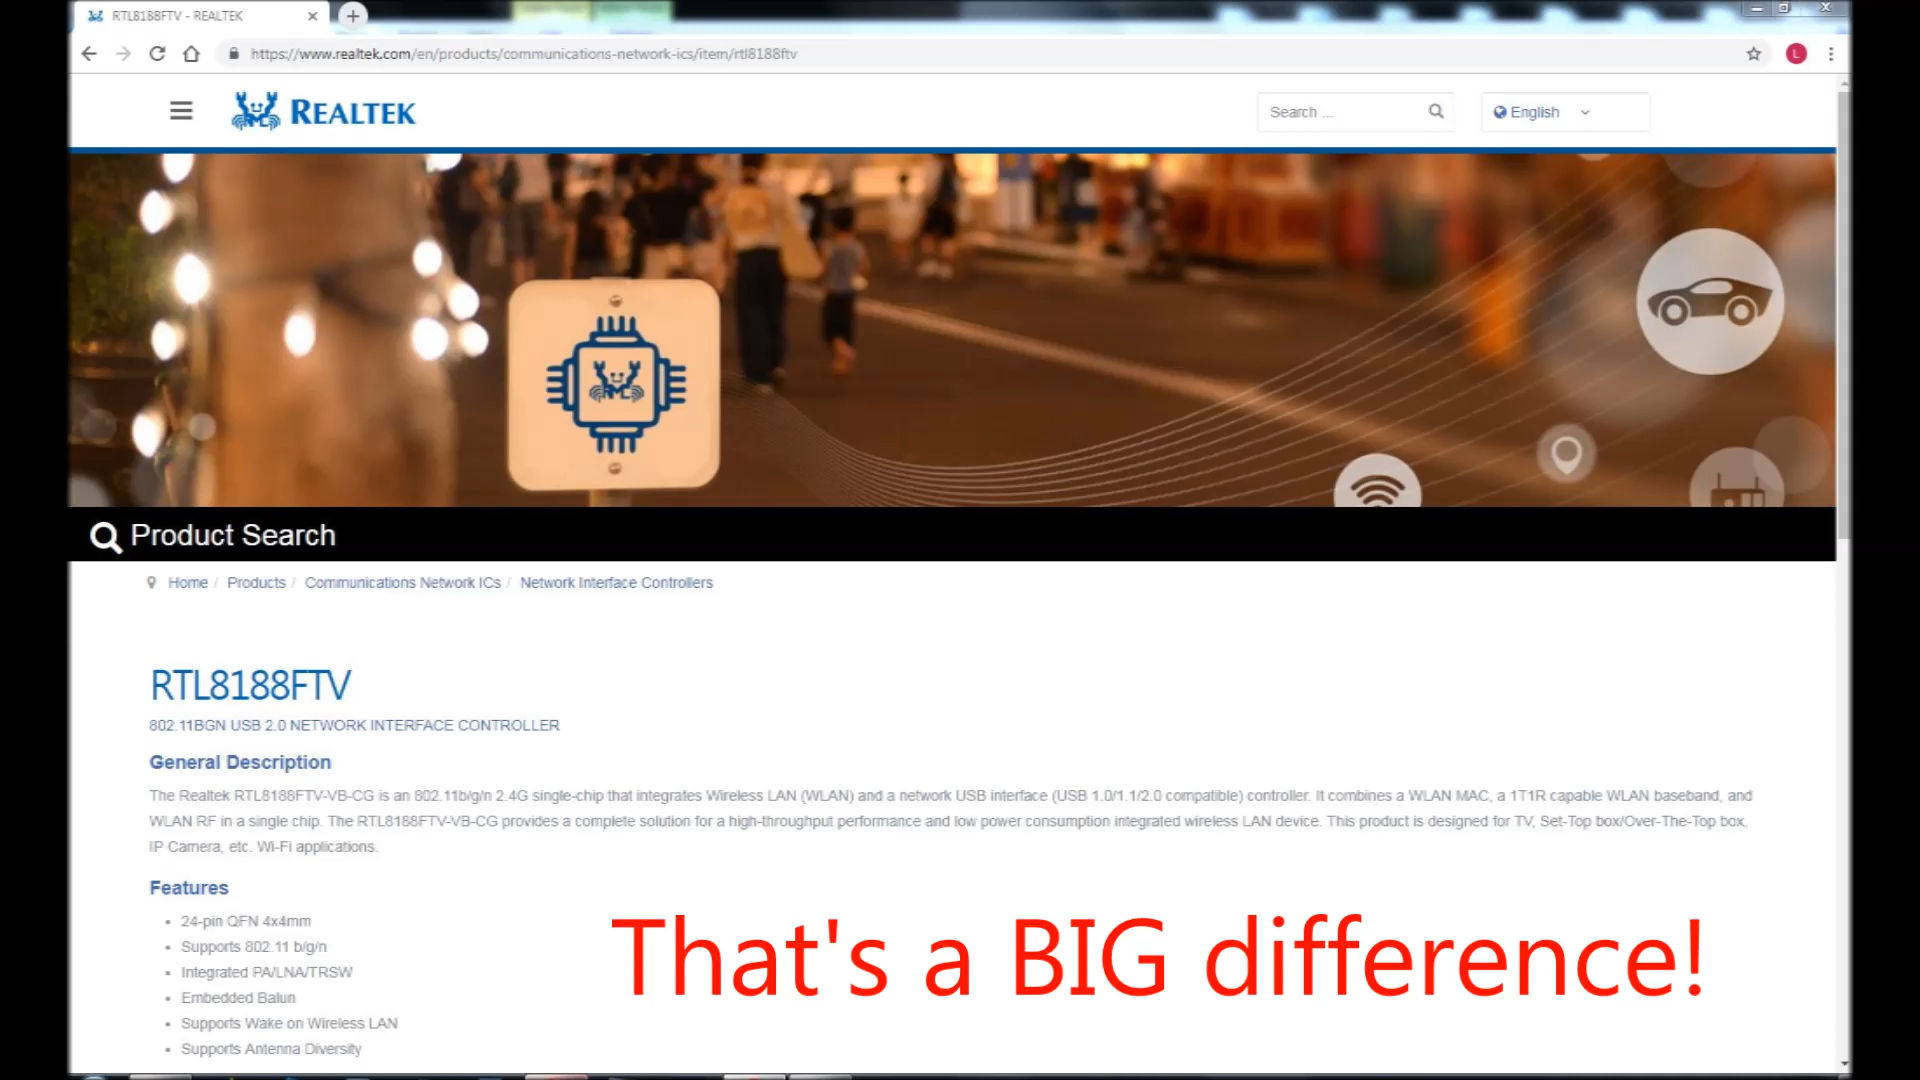 RTL8188FTV - REALTEK
https://www.realtek.com/en/products/communications-network-ics/item/rtl8188ftv
L
REALTEK
Search ...
English
Product Search
Home / Products / Communications Network ICs / Network Interface Controllers
RTL8188FTV
802.11BGN USB 2.0 NETWORK INTERFACE CONTROLLER
General Description
The Realtek RTL8188FTV-VB-CG is an 802.11b/g/n 2.4G single-chip that integrates Wireless LAN (WLAN) and a network USB interface (USB 1.0/1.1/2.0 compatible) controller. It combines a WLAN MAC, a 1T1R capable WLAN baseband, and
WLAN RF in a single chip. The RTL8188FTV-VB-CG provides a complete solution for a high-throughput performance and low power consumption integrated wireless LAN device. This product is designed for TV, Set-Top box/Over-The-Top box,
IP Camera, etc. Wi-Fi applications.
Features
24-pin QFN 4x4mm
Supports 802.11 b/g/n
Integrated PA/LNA/TRSW
Embedded Balun
Supports Wake on Wireless LAN
Supports Antenna Diversity
That's a BIG difference!